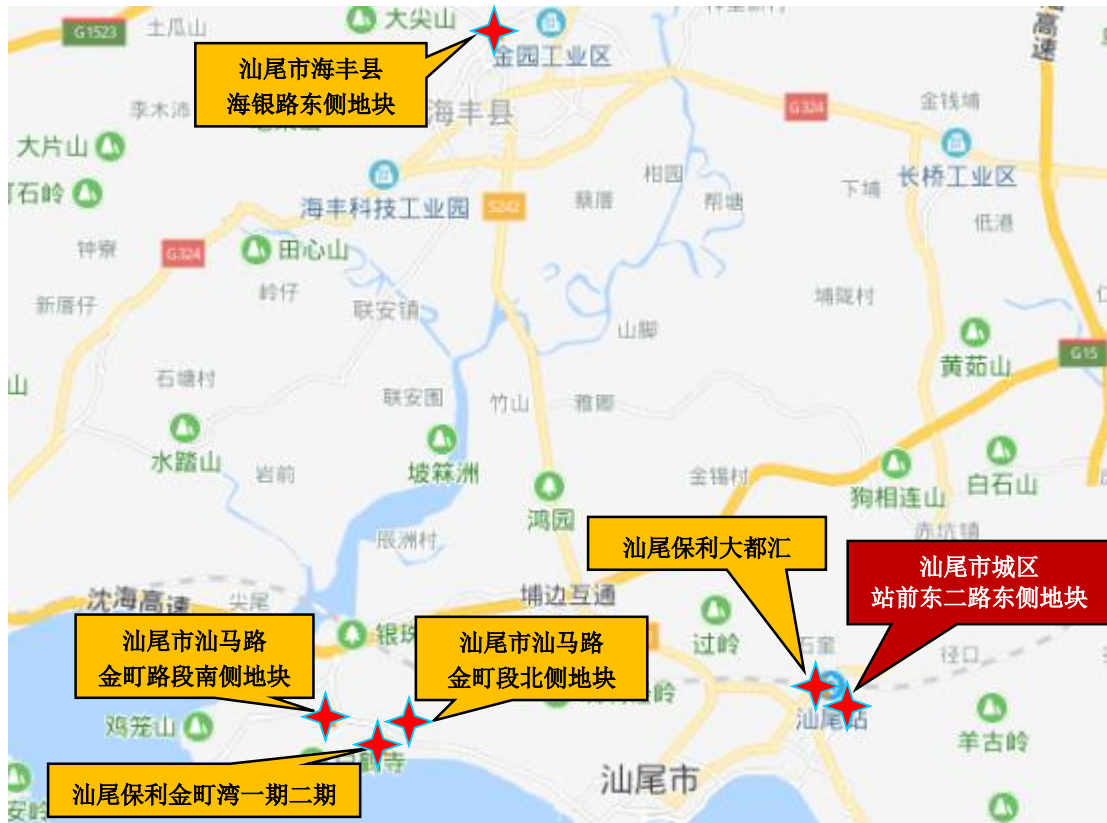 大尖山
G1523
土瓜山
金园工业区
高速
汕尾市海丰县
海银路东侧地块
海丰县
李木沛
G324
金钱埔
大片山
长桥工业区
海丰科技工业园
S242
柑园
蔡厝
帮塘
下埔
低港
钟寮
G324
田心山
新厝仔
岭仔
联安镇
埔陇村
山脚
黄茹山
G15
石塘村
联安围
竹山
雅卿
水踏山
岩前
坡箖洲
鸿园
金锡村
狗相连山
白石山
赤坑镇
辰洲村
汕尾保利大都汇
汕尾市城区
站前东二路东侧地块
沈海高速
尖尾
埔边互通
汕尾市汕马路
金町路段南侧地块
银珠
汕尾市汕马路
金町段北侧地块
过岭
石童
径口
鸡笼山
汕尾站
羊古岭
汕尾保利金町湾一期二期
汕尾市